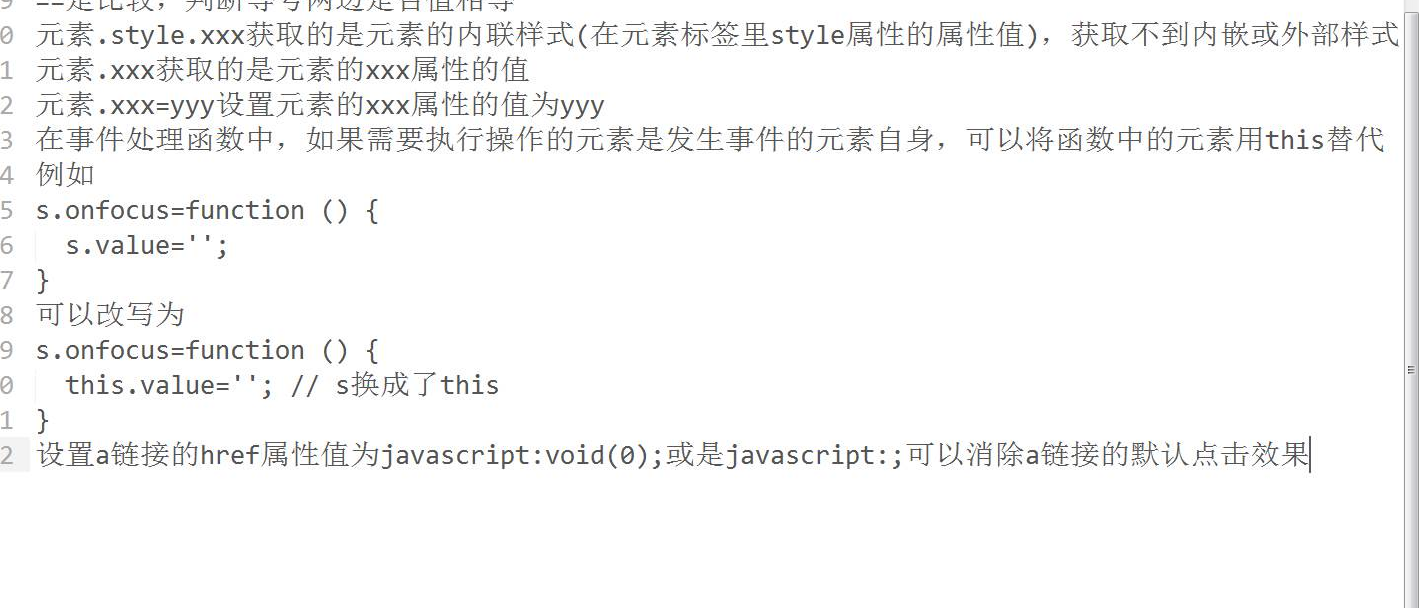 9 ==是比较，判断等号两边是否值相等
0 元素.style.xxx获取的是元素的内联样式(在元素标签里style属性的属性值)，获取不到内嵌或外部样式
1 元素.xxx获取的是元素的xxx属性的值
2 元素.xxx=yyy设置元素的xxx属性的值为yyy
3 在事件处理函数中，如果需要执行操作的元素是发生事件的元素自身，可以将函数中的元素用this替代
4 例如
5 s.onfocus=function () {
6   s.value='';
7 }
8 可以改写为
9 s.onfocus=function () {
0   this.value=''; // s换成了this
1 }
2 设置a链接的href属性值为javascript:void(0);或是javascript:;可以消除a链接的默认点击效果